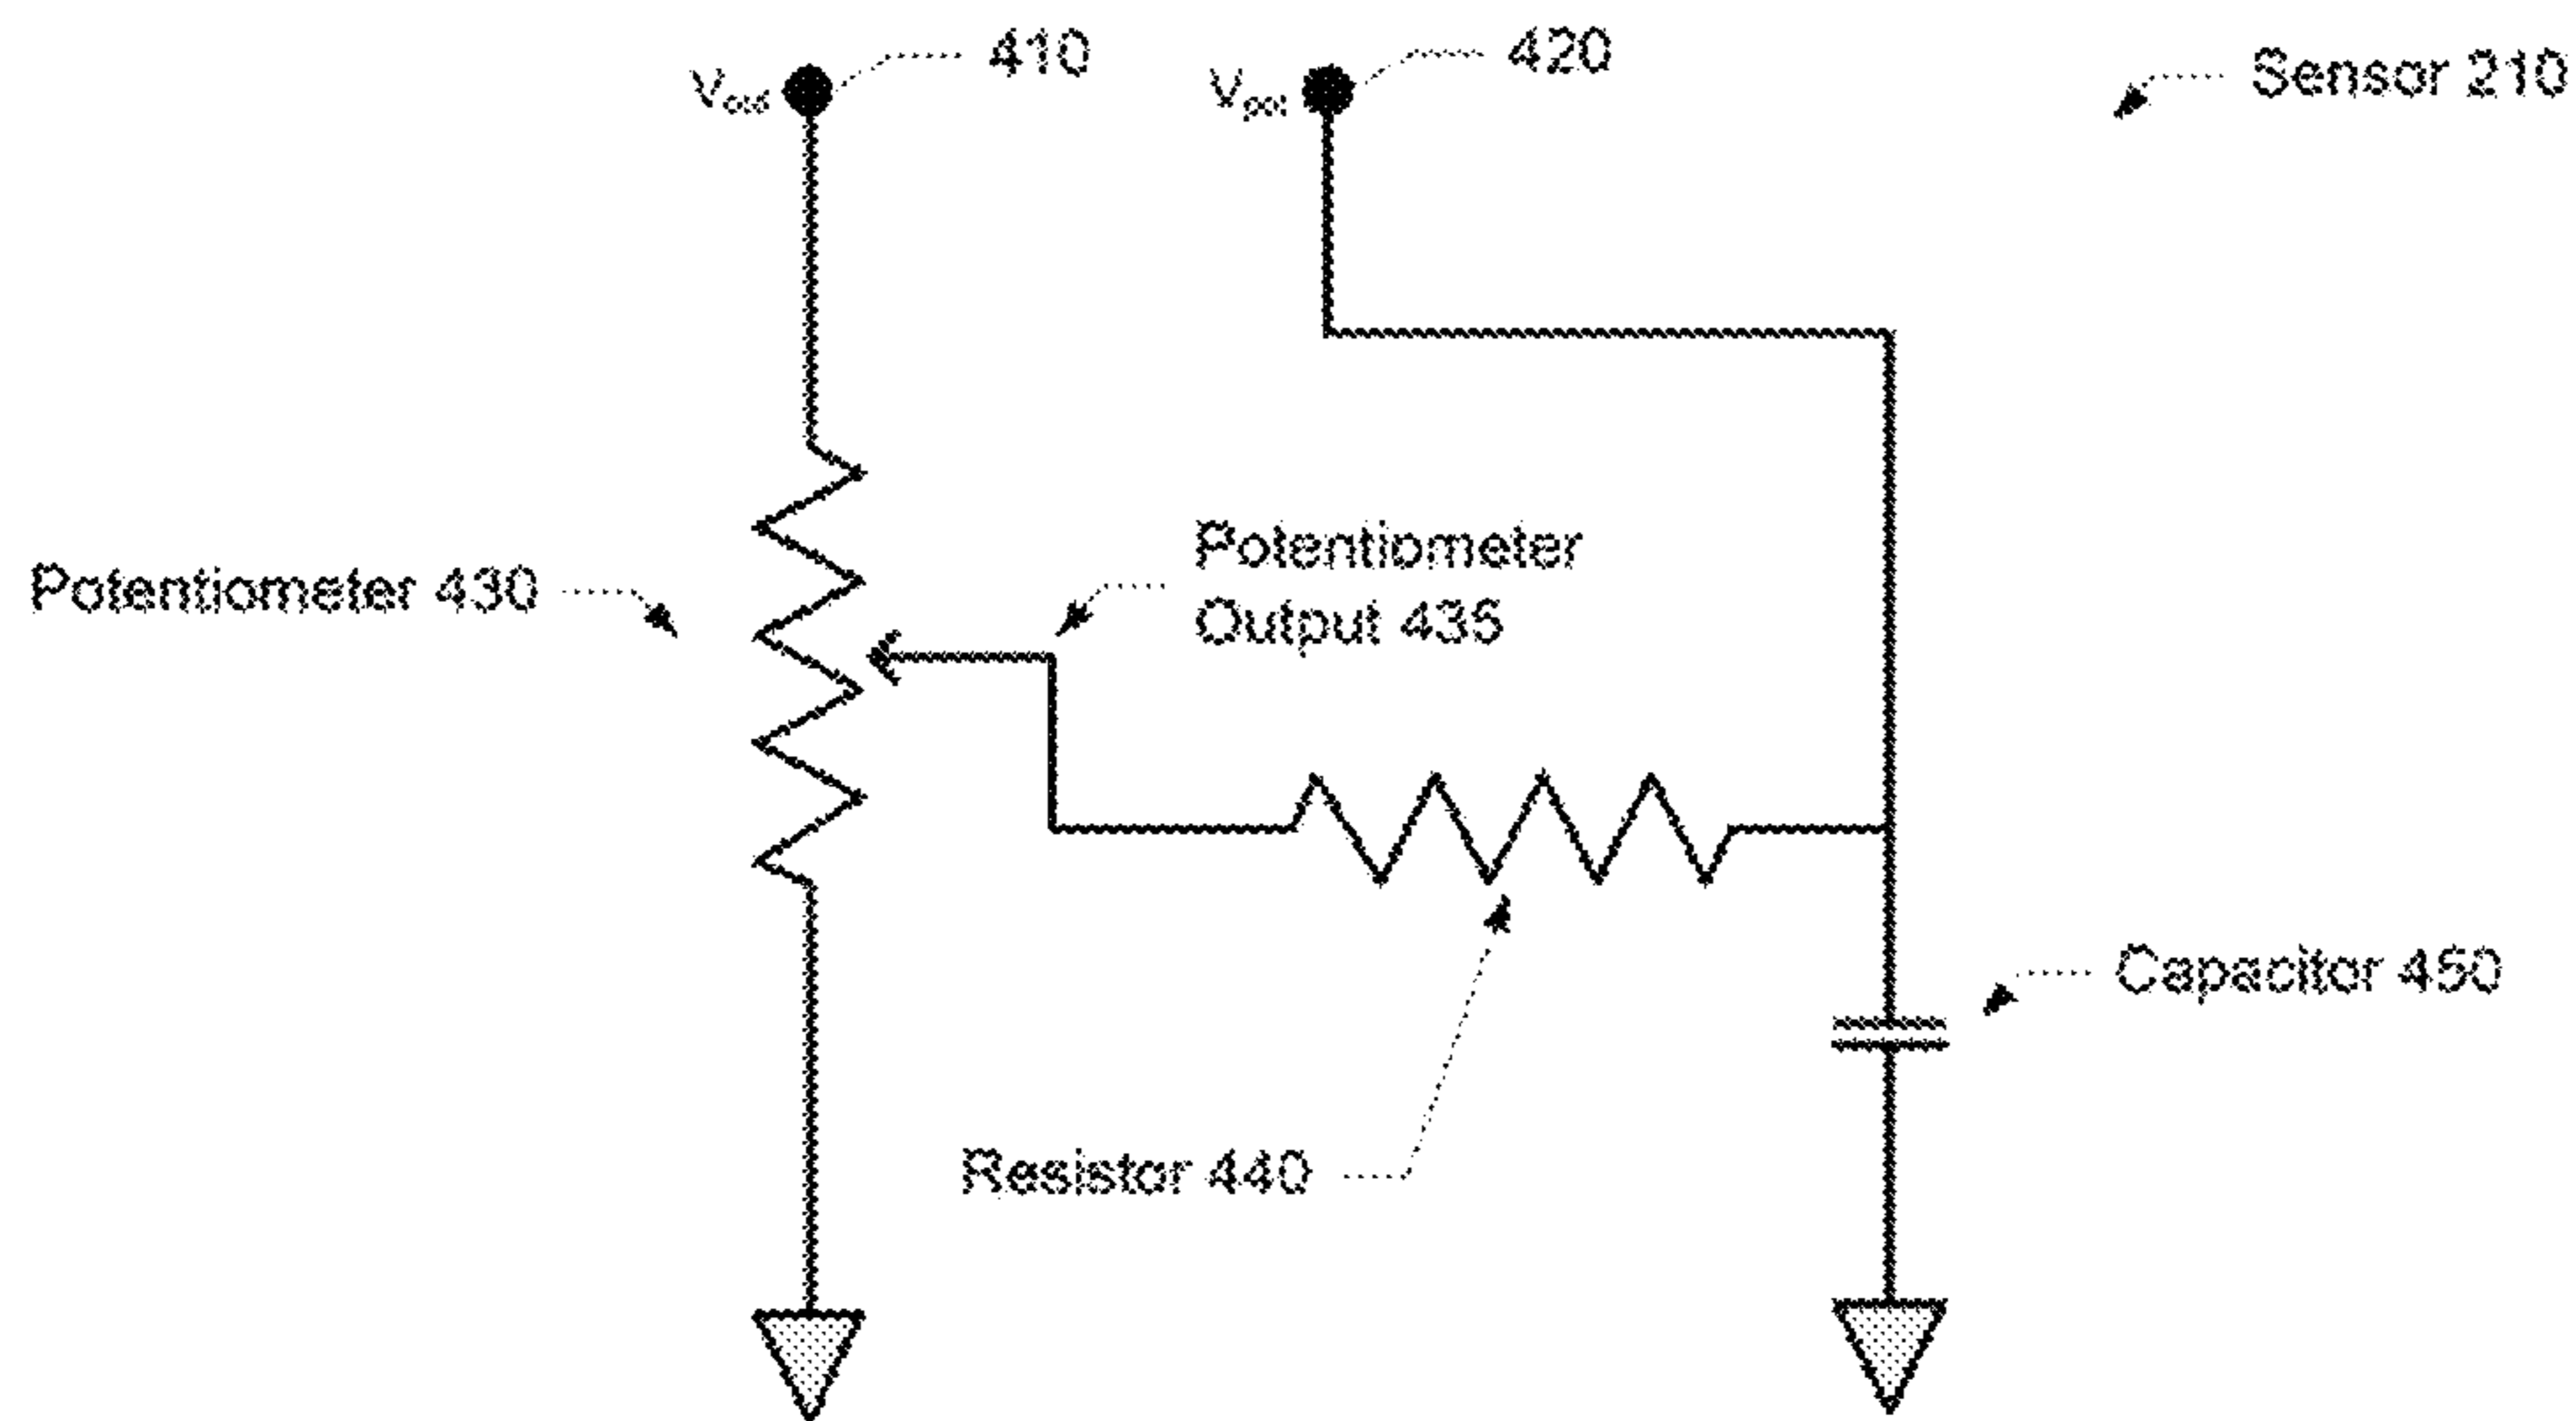 410
420
Sensor 210
V
V
Potentiometer 430
Potentiometer
Output 435
Capacitor 450
Resistor 440